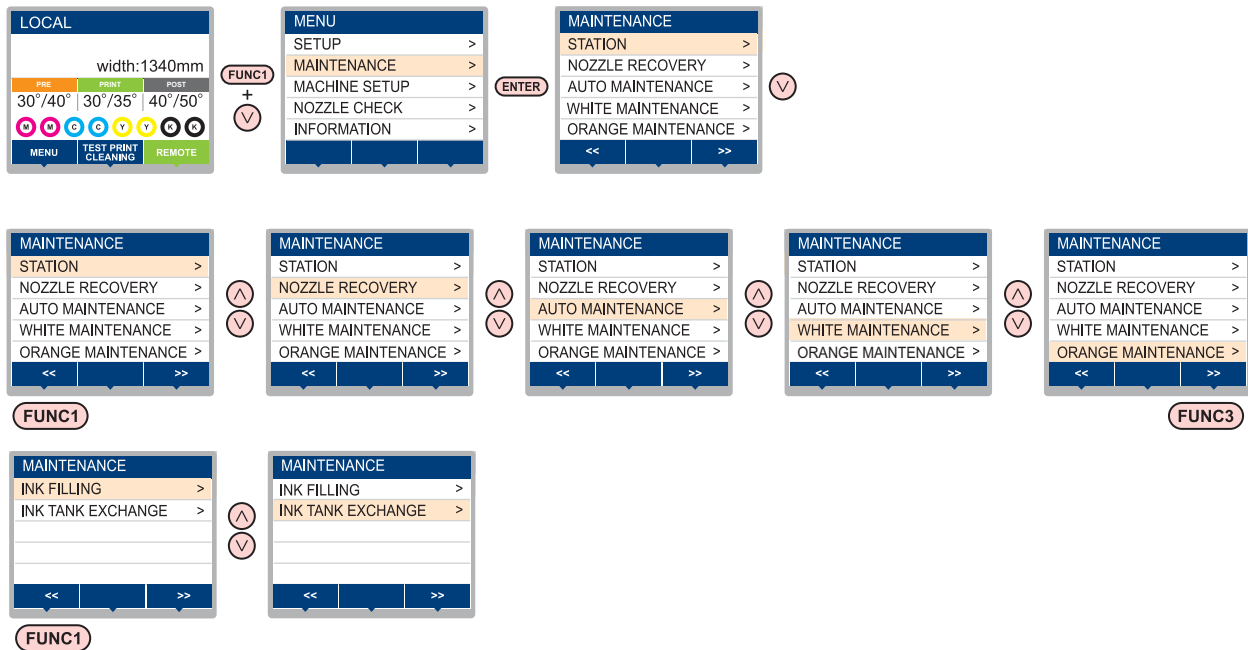 LOCAL
width:1340mm
PRE PRINT POST
30°/40° 30°/35° 40°/50°
M M C C Y Y K K
MENU TEST PRINT CLEANING REMOTE
FUNC1
+
MENU
SETUP >
MAINTENANCE >
MACHINE SETUP >
NOZZLE CHECK >
INFORMATION >
ENTER
MAINTENANCE
STATION >
NOZZLE RECOVERY >
AUTO MAINTENANCE >
WHITE MAINTENANCE >
ORANGE MAINTENANCE >
<< >>
MAINTENANCE
STATION >
NOZZLE RECOVERY >
AUTO MAINTENANCE >
WHITE MAINTENANCE >
ORANGE MAINTENANCE >
<< >>
FUNC1
MAINTENANCE
STATION >
NOZZLE RECOVERY >
AUTO MAINTENANCE >
WHITE MAINTENANCE >
ORANGE MAINTENANCE >
<< >>
MAINTENANCE
STATION >
NOZZLE RECOVERY >
AUTO MAINTENANCE >
WHITE MAINTENANCE >
ORANGE MAINTENANCE >
<< >>
MAINTENANCE
STATION >
NOZZLE RECOVERY >
AUTO MAINTENANCE >
WHITE MAINTENANCE >
ORANGE MAINTENANCE >
<< >>
MAINTENANCE
STATION >
NOZZLE RECOVERY >
AUTO MAINTENANCE >
WHITE MAINTENANCE >
ORANGE MAINTENANCE >
<< >>
FUNC3
MAINTENANCE
INK FILLING >
INK TANK EXCHANGE >
<< >>
FUNC1
MAINTENANCE
INK FILLING >
INK TANK EXCHANGE >
<< >>